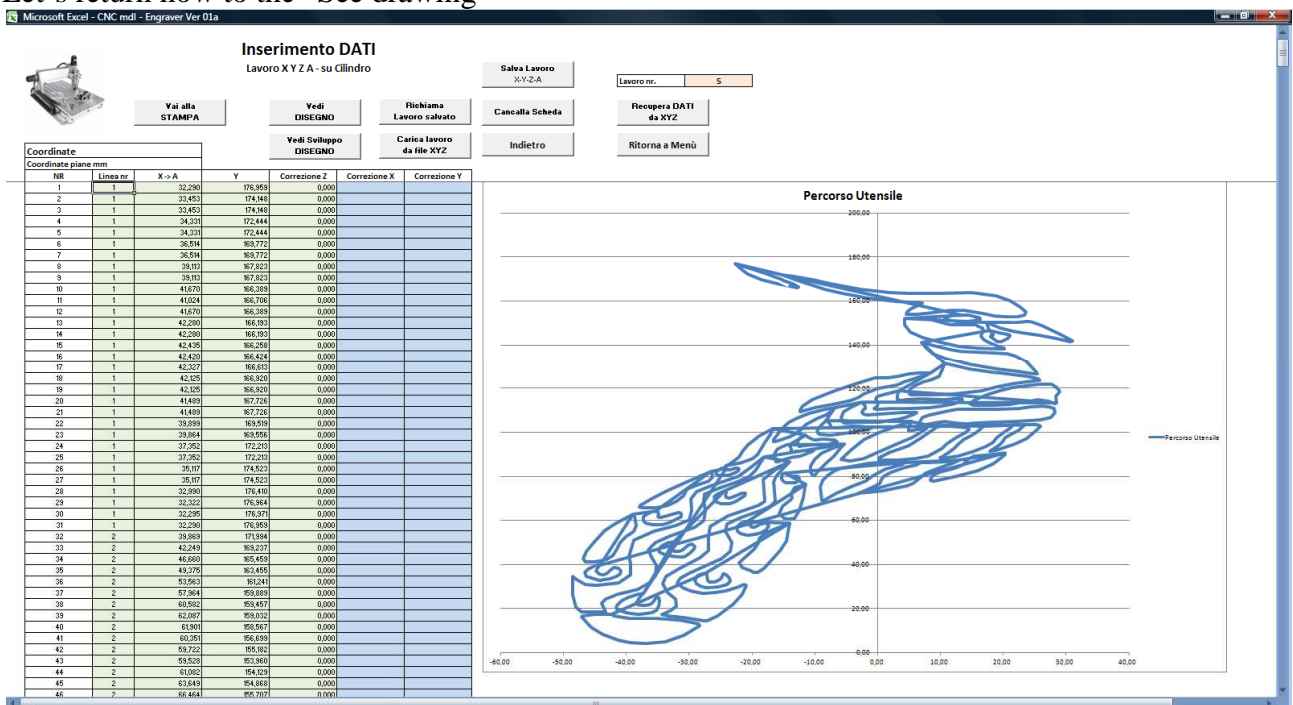 Let's return now to the "See drawing"
Microsoft Excel - CNC mdl - Engraver Ver 01a
Inserimento DATI
Lavoro X Y Z A - su Cilindro
Salva Lavoro
X-Y-Z-A
Lavoro nr. 5
Vai alla
STAMPA
Vedi
DISEGNO
Richiama
Lavoro salvato
Cancalla Scheda
Recupera DATI
da XYZ
Vedi Sviluppo
DISEGNO
Carica lavoro
da file XYZ
Indietro
Ritorna a Menù
Coordinate
Coordinate piane mm
NR Linea nr X -> A Y Correzione Z Correzione X Correzione Y
1 1 32,290 176,959 0,000
2 1 33,453 174,148 0,000
3 1 33,453 174,148 0,000
4 1 34,331 172,444 0,000
5 1 34,331 172,444 0,000
6 1 36,514 169,772 0,000
7 1 36,514 169,772 0,000
8 1 39,113 167,823 0,000
9 1 39,113 167,823 0,000
10 1 41,670 166,389 0,000
11 1 41,024 166,706 0,000
12 1 41,670 166,389 0,000
13 1 42,280 166,193 0,000
14 1 42,280 166,193 0,000
15 1 42,435 166,258 0,000
16 1 42,420 166,424 0,000
17 1 42,327 166,613 0,000
18 1 42,125 166,920 0,000
19 1 42,125 166,920 0,000
20 1 41,489 167,726 0,000
21 1 41,489 167,726 0,000
22 1 39,899 169,519 0,000
23 1 39,864 169,556 0,000
24 1 37,352 172,213 0,000
25 1 37,352 172,213 0,000
26 1 35,117 174,523 0,000
27 1 35,117 174,523 0,000
28 1 32,990 176,410 0,000
29 1 32,322 176,964 0,000
30 1 32,295 176,971 0,000
31 1 32,290 176,959 0,000
32 2 39,869 171,994 0,000
33 2 42,249 169,237 0,000
34 2 46,660 165,459 0,000
35 2 49,375 163,455 0,000
36 2 53,563 161,241 0,000
37 2 57,964 159,889 0,000
38 2 60,582 159,457 0,000
39 2 62,087 159,032 0,000
40 2 61,901 158,567 0,000
41 2 60,351 156,699 0,000
42 2 59,722 155,182 0,000
43 2 59,528 153,960 0,000
44 2 61,082 154,129 0,000
45 2 63,649 154,868 0,000
46 2 66,464 155,707 0,000
Percorso Utensile
200,00
180,00
160,00
140,00
120,00
100,00
80,00
60,00
40,00
20,00
0,00
-60,00 -50,00 -40,00 -30,00 -20,00 -10,00 0,00 10,00 20,00 30,00 40,00
Percorso Utensile